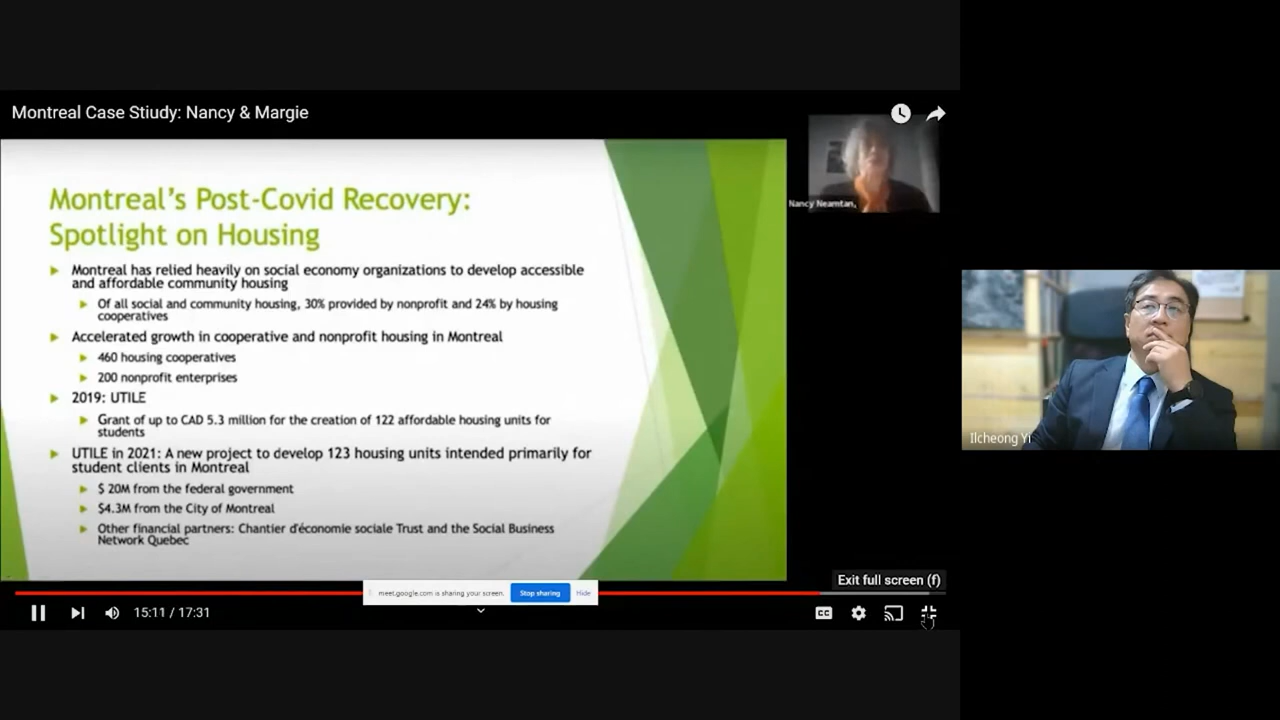 Montreal Case Stiudy: Nancy & Margie
Nancy Neamtan,
Montreal's Post-Covid Recovery:
Spotlight on Housing
Montreal has relied heavily on social economy organizations to develop accessible
and affordable community housing
Of all social and community housing, 30% provided by nonprofit and 24% by housing
cooperatives
Accelerated growth in cooperative and nonprofit housing in Montreal
460 housing cooperatives
200 nonprofit enterprises
2019: UTILE
Grant of up to CAD 5.3 million for the creation of 122 affordable housing units for
students
UTILE in 2021: A new project to develop 123 housing units intended primarily for
student clients in Montreal
$ 20M from the federal government
$4.3M from the City of Montreal
Other financial partners: Chantier d'économie sociale Trust and the Social Business
Network Quebec
Ilcheong Yi
Exit full screen (f)
meet.google.com is sharing your screen. Stop sharing Hide
15:11 / 17:31
CC